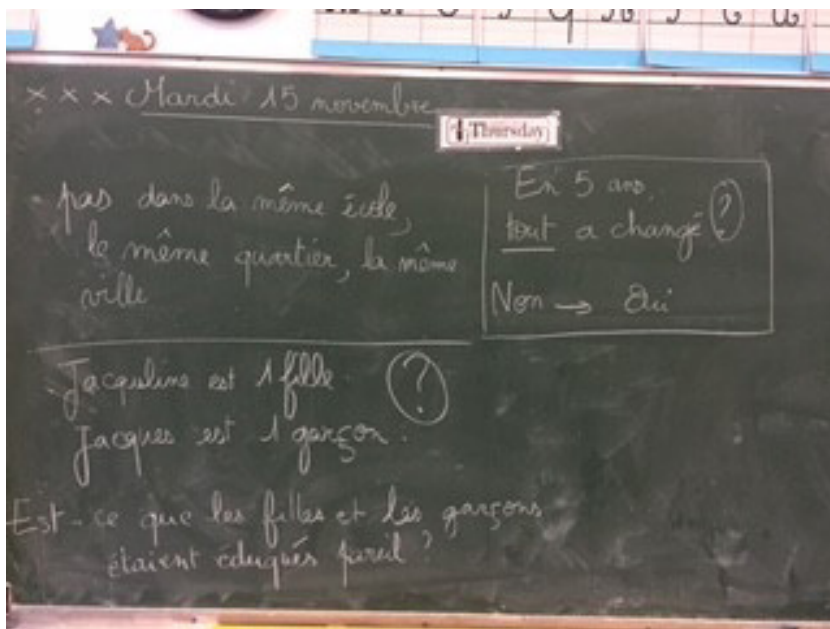 x x x Mardi 15 novembre
Thursday
- pas dans la même école,
le même quartier, la même
ville
En 5 ans,
tout a changé ?
Non → Oui
Jacqueline est 1 fille
?
Jacques est 1 garçon.
Est-ce que les filles et les garçons
étaient éduqués pareil ?